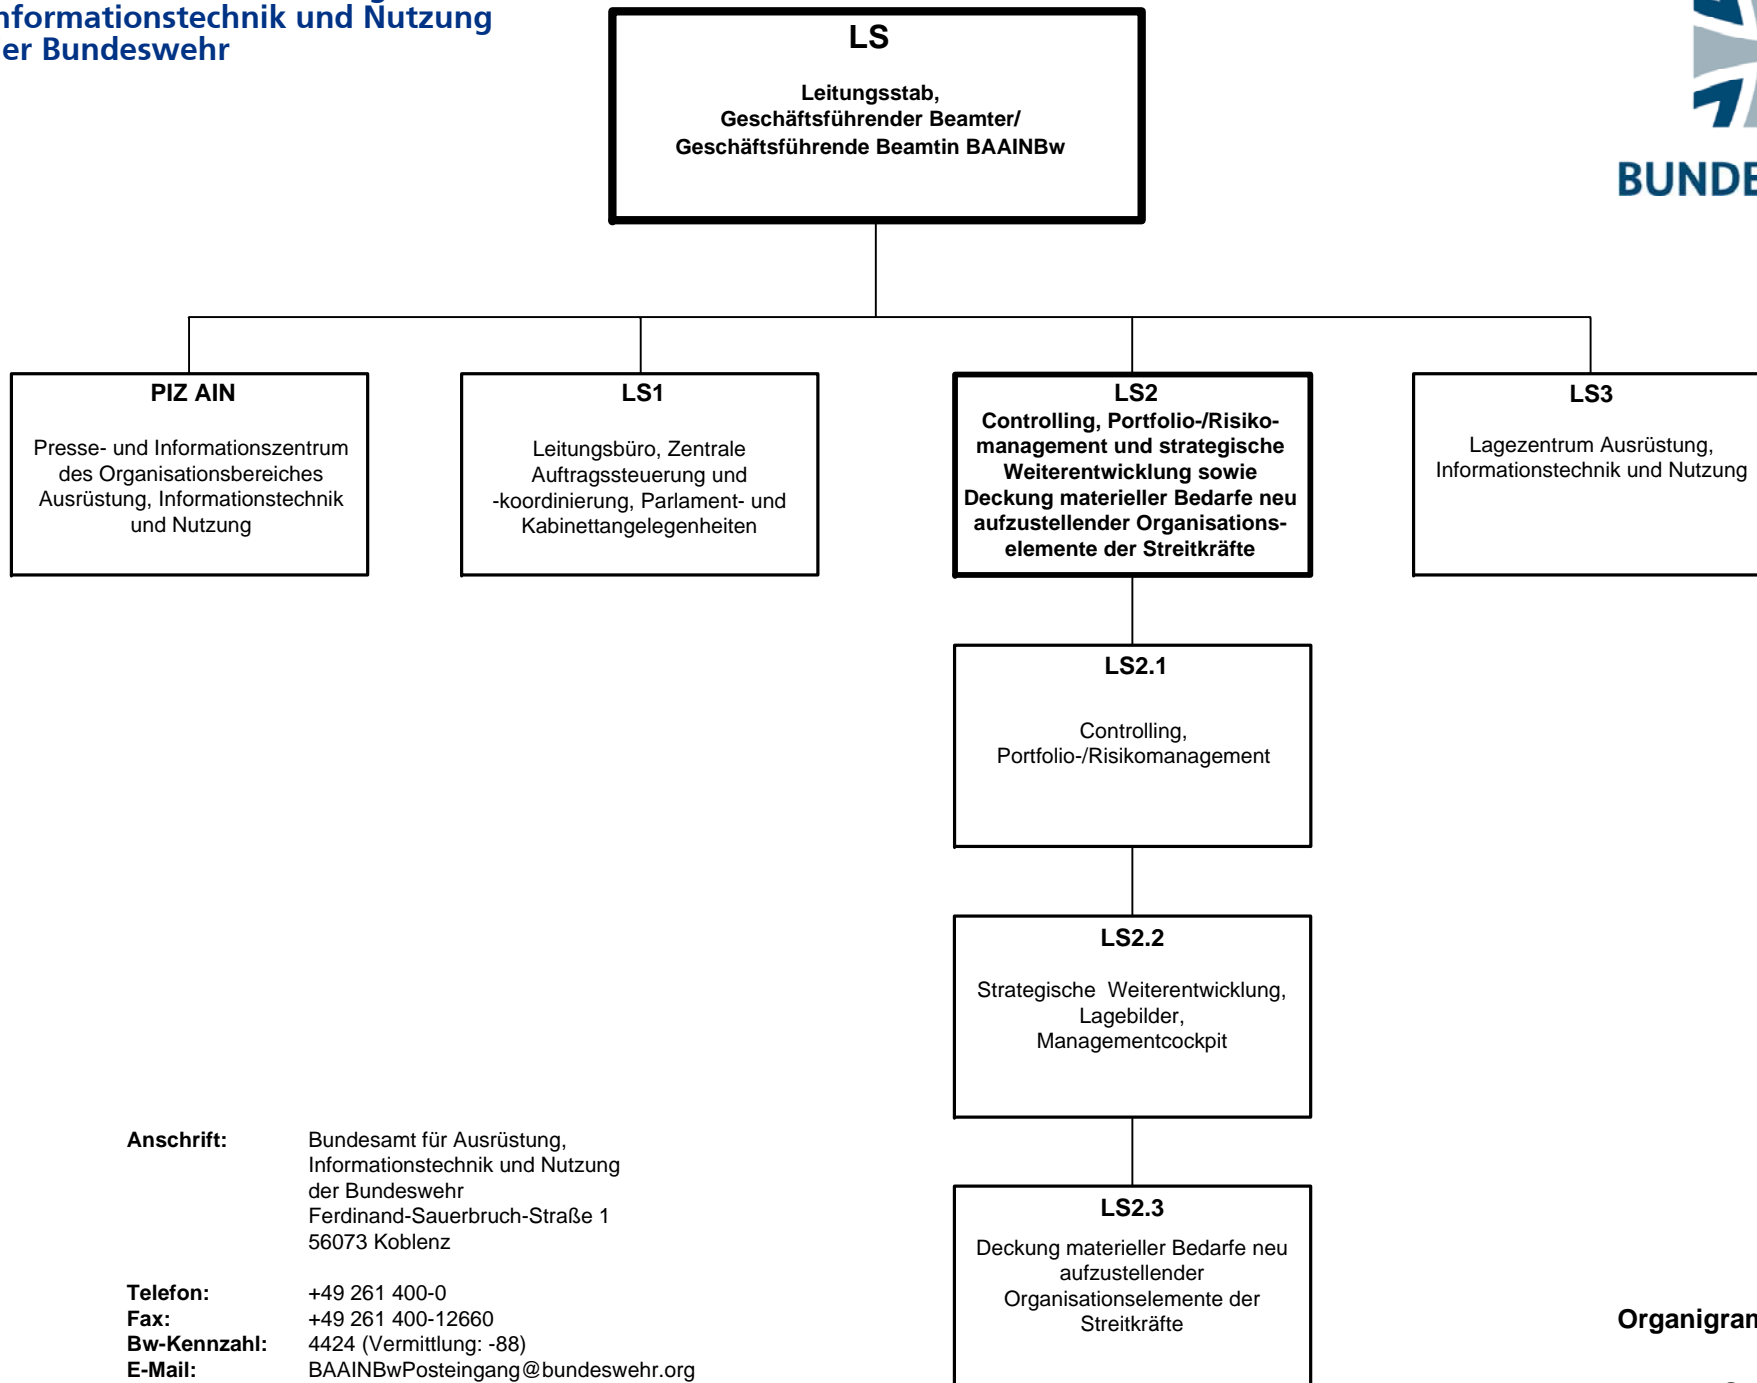 Informationstechnik und Nutzung
der Bundeswehr
LS
Leitungsstab,
Geschäftsführender Beamter/
Geschäftsführende Beamtin BAAINBw
BUNDE
PIZ AIN
Presse- und Informationszentrum
des Organisationsbereiches
Ausrüstung, Informationstechnik
und Nutzung
LS1
Leitungsbüro, Zentrale
Auftragssteuerung und
-koordinierung, Parlament- und
Kabinettangelegenheiten
LS2
Controlling, Portfolio-/Risiko-
management und strategische
Weiterentwicklung sowie
Deckung materieller Bedarfe neu
aufzustellender Organisations-
elemente der Streitkräfte
LS3
Lagezentrum Ausrüstung,
Informationstechnik und Nutzung
LS2.1
Controlling,
Portfolio-/Risikomanagement
LS2.2
Strategische  Weiterentwicklung,
Lagebilder,
Managementcockpit
LS2.3
Deckung materieller Bedarfe neu
aufzustellender
Organisationselemente der
Streitkräfte
Anschrift: Bundesamt für Ausrüstung,
Informationstechnik und Nutzung
der Bundeswehr
Ferdinand-Sauerbruch-Straße 1
56073 Koblenz
Telefon: +49 261 400-0
Fax: +49 261 400-12660
Bw-Kennzahl: 4424 (Vermittlung: -88)
E-Mail: BAAINBwPosteingang@bundeswehr.org
Organigram